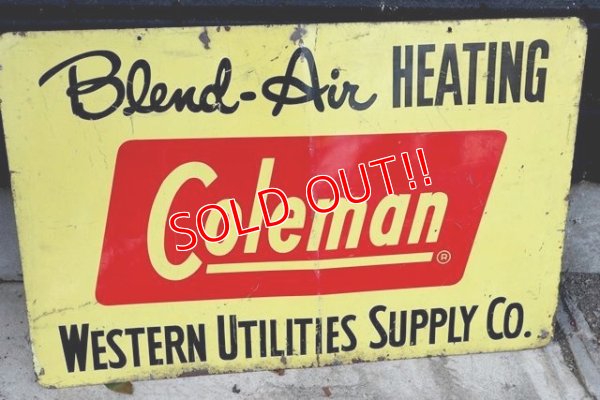 Blend-Air HEATING
Coleman ®
SOLD OUT!!
WESTERN UTILITIES SUPPLY CO.